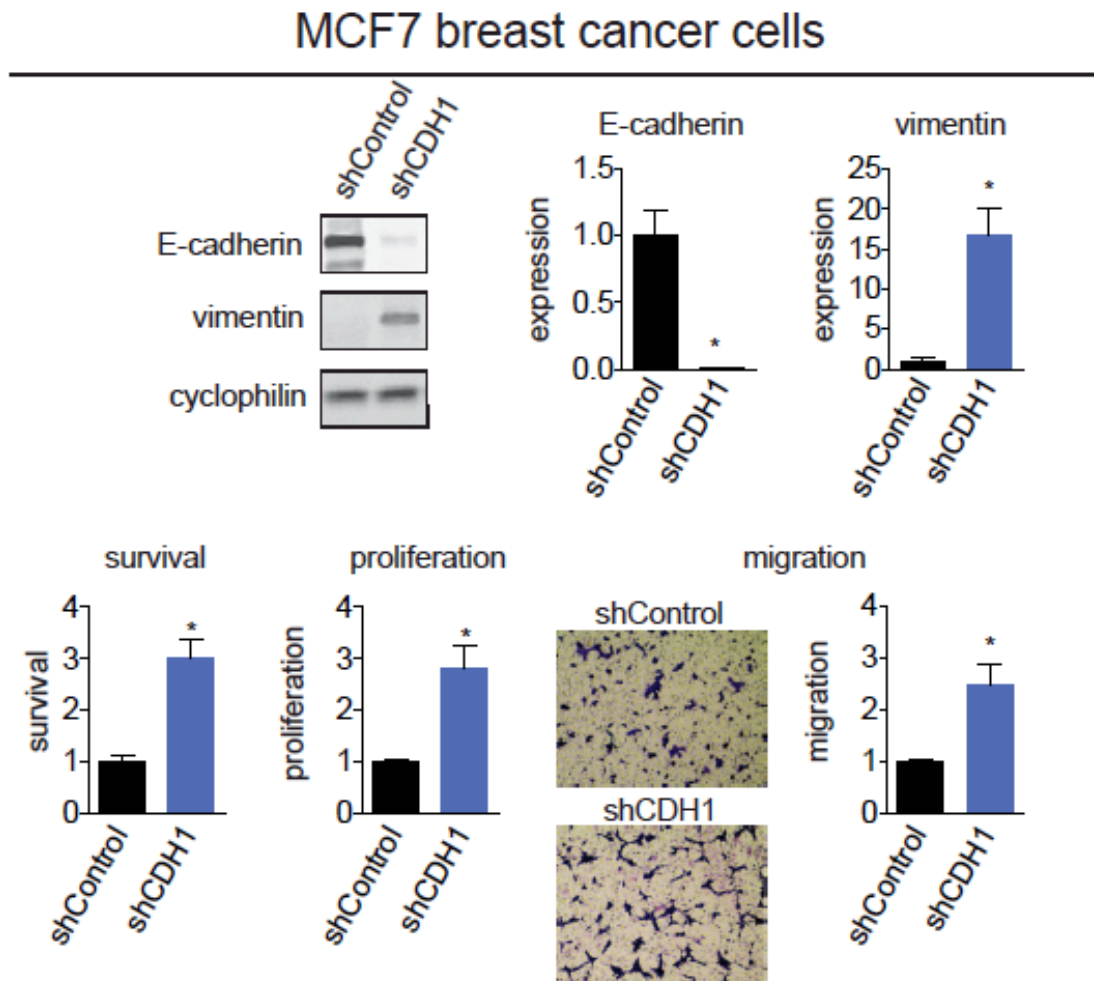 MCF7 breast cancer cells
shControl
shCDH1
E-cadherin
vimentin
cyclophilin
E-cadherin
expression
1.5
1.0
0.5
0.0
*
shControl
shCDH1
vimentin
expression
25
20
15
10
5
0
*
shControl
shCDH1
survival
survival
4
3
2
1
0
*
shControl
shCDH1
proliferation
proliferation
4
3
2
1
0
*
shControl
shCDH1
migration
shControl
shCDH1
migration
4
3
2
1
0
*
shControl
shCDH1